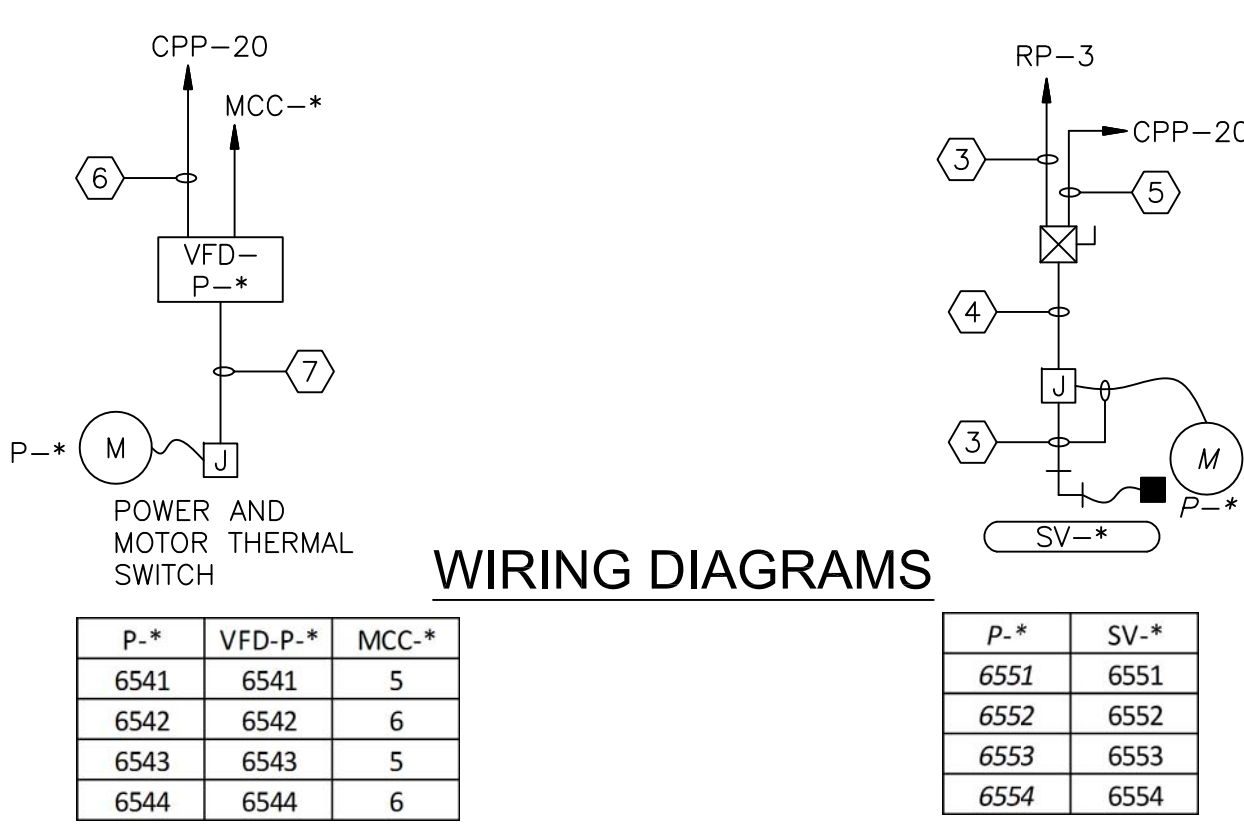 CPP-20
MCC-*
6
VFD-
P-*
7
P-*
M
J
POWER AND
MOTOR THERMAL
SWITCH
RP-3
CPP-20
3
5
4
J
3
M
P-*
SV-*
WIRING DIAGRAMS
P-* VFD-P-* MCC-*
6541 6541 5
6542 6542 6
6543 6543 5
6544 6544 6
P-* SV-*
6551 6551
6552 6552
6553 6553
6554 6554